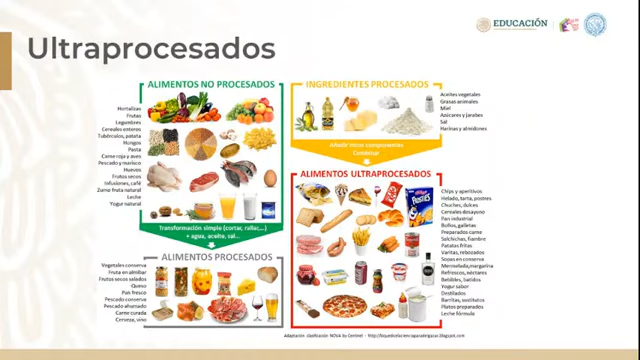 EDUCACIÓN
Ultraprocesados
ALIMENTOS NO PROCESADOS
Hortalizas
Frutas
Legumbres
Cereales enteros
Tubérculos, patata
Hongos
Pasta
Carne roja y aves
Pescado y marisco
Huevos
Frutos secos
Infusiones, café
Zumo fruta natural
Leche
Yogur natural
Transformación simple (cortar, rallar,...)
+ agua, aceite, sal...
ALIMENTOS PROCESADOS
Vegetales conserva
Fruta en almíbar
Frutos secos salados
Queso
Pan fresco
Pescado conserva
Pescado ahumado
Carne curada
Cerveza, vino
INGREDIENTES PROCESADOS
Aceites vegetales
Grasas animales
Miel
Azúcares y jarabes
Sal
Harinas y almidones
Añadir otros componentes
Combinar
ALIMENTOS ULTRAPROCESADOS
Chips y aperitivos
Helado, tarta, postres
Chuches, dulces
Cereales desayuno
Pan industrial
Bollos, galletas
Preparados carne
Salchichas, fiambre
Patatas fritas
Varitas, rebozados
Sopas en conserva
Mermelada, margarina
Refrescos, néctares
Batidos, batidos
Yogur sabor
Destilados
Barritas, sustitutos
Platos preparados
Leche fórmula
Frosties
Adaptación clasificación NOVA by Centinel - http://loquedicelacienciaparadelgazar.blogspot.com